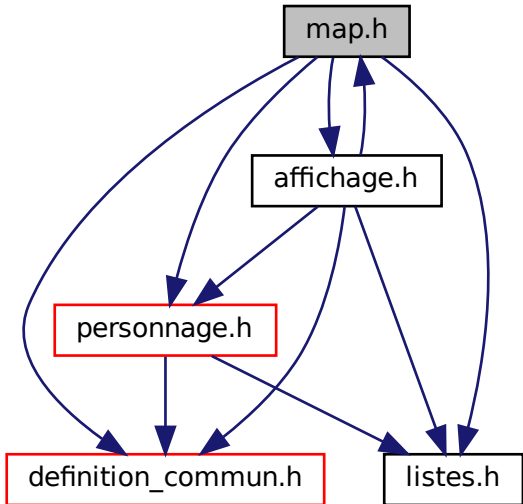 map.h
affichage.h
personnage.h
definition_commun.h
listes.h